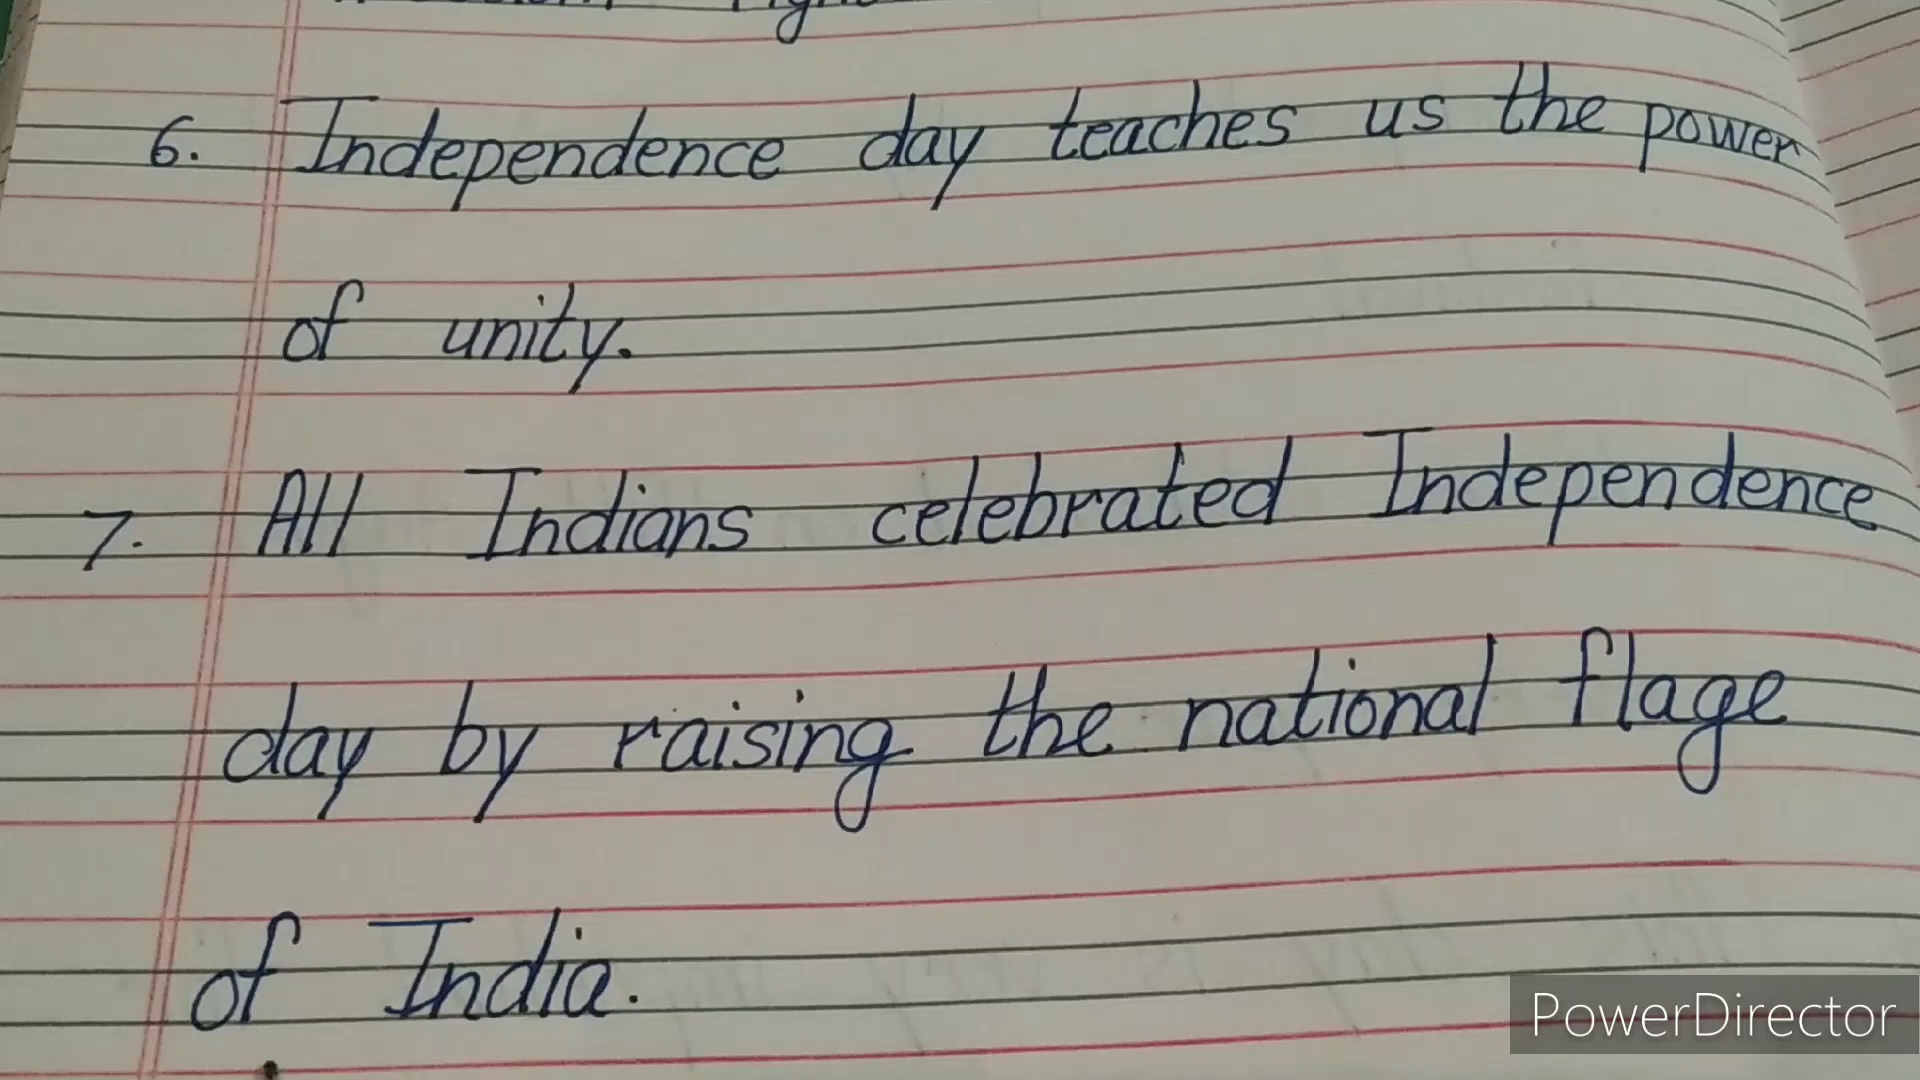 6. Independence day teaches us the power
of unity.
7. All Indians celebrated Independence
day by raising the national flage
of India.
PowerDirector